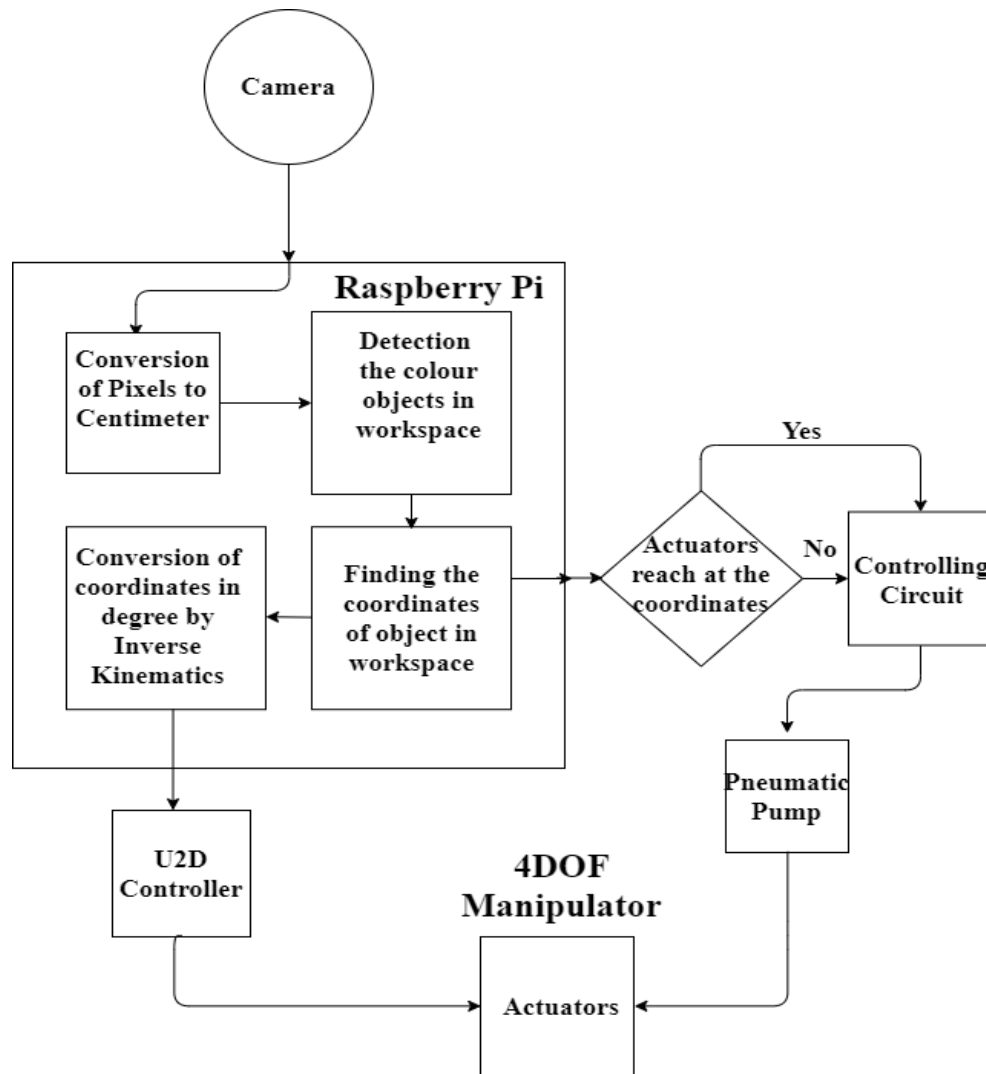 Camera
Raspberry Pi
Conversion
of Pixels to
Centimeter
Detection
the colour
objects in
workspace
Yes
Conversion of
coordinates in
degree by
Inverse
Kinematics
Finding the
coordinates
of object in
workspace
Actuators
reach at the
coordinates
No
Controlling
Circuit
Pneumatic
Pump
U2D
Controller
4DOF
Manipulator
Actuators